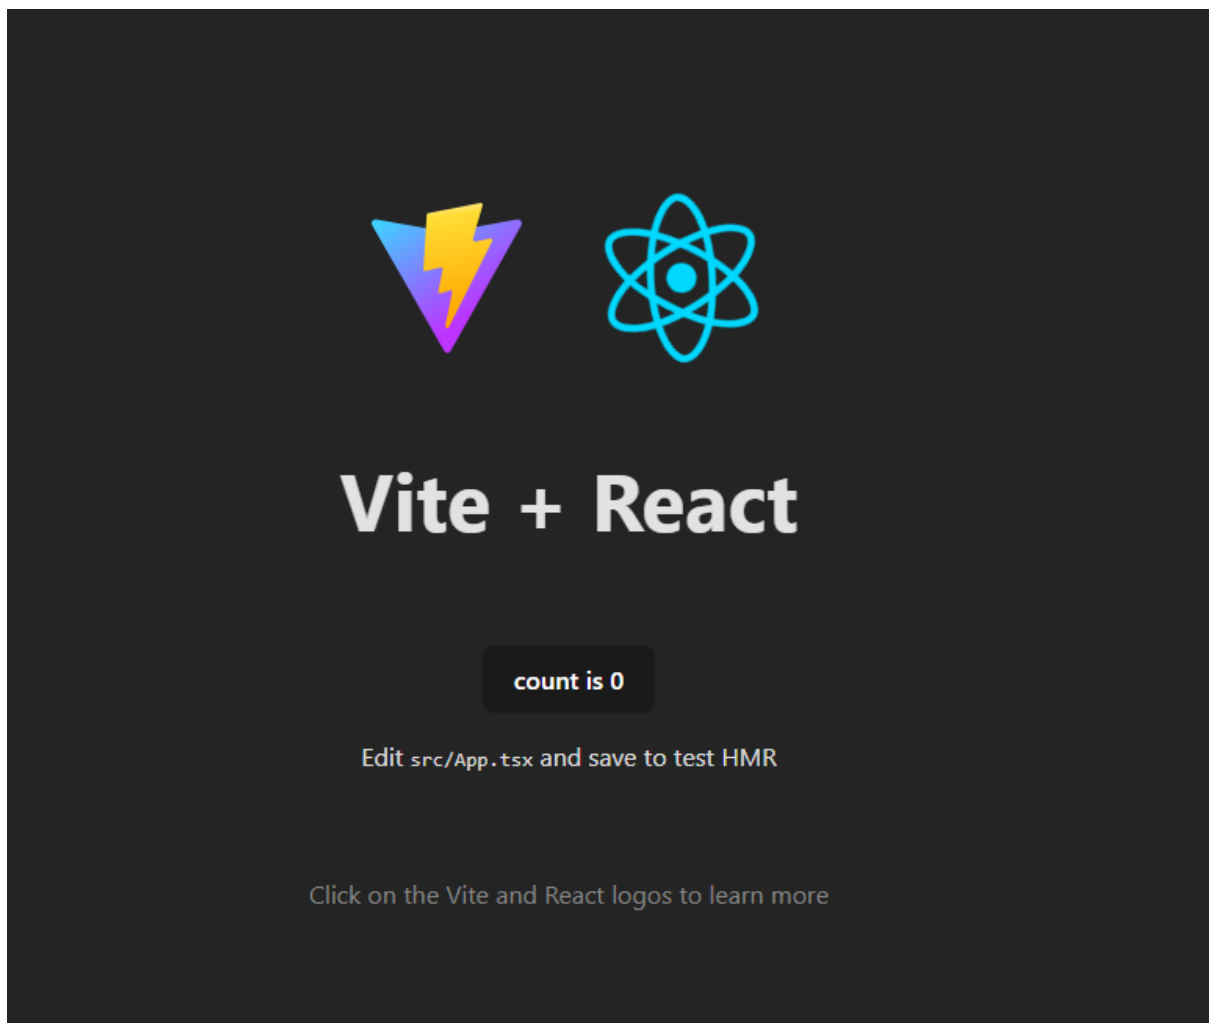 Vite + React
count is 0
Edit src/App.tsx and save to test HMR
Click on the Vite and React logos to learn more